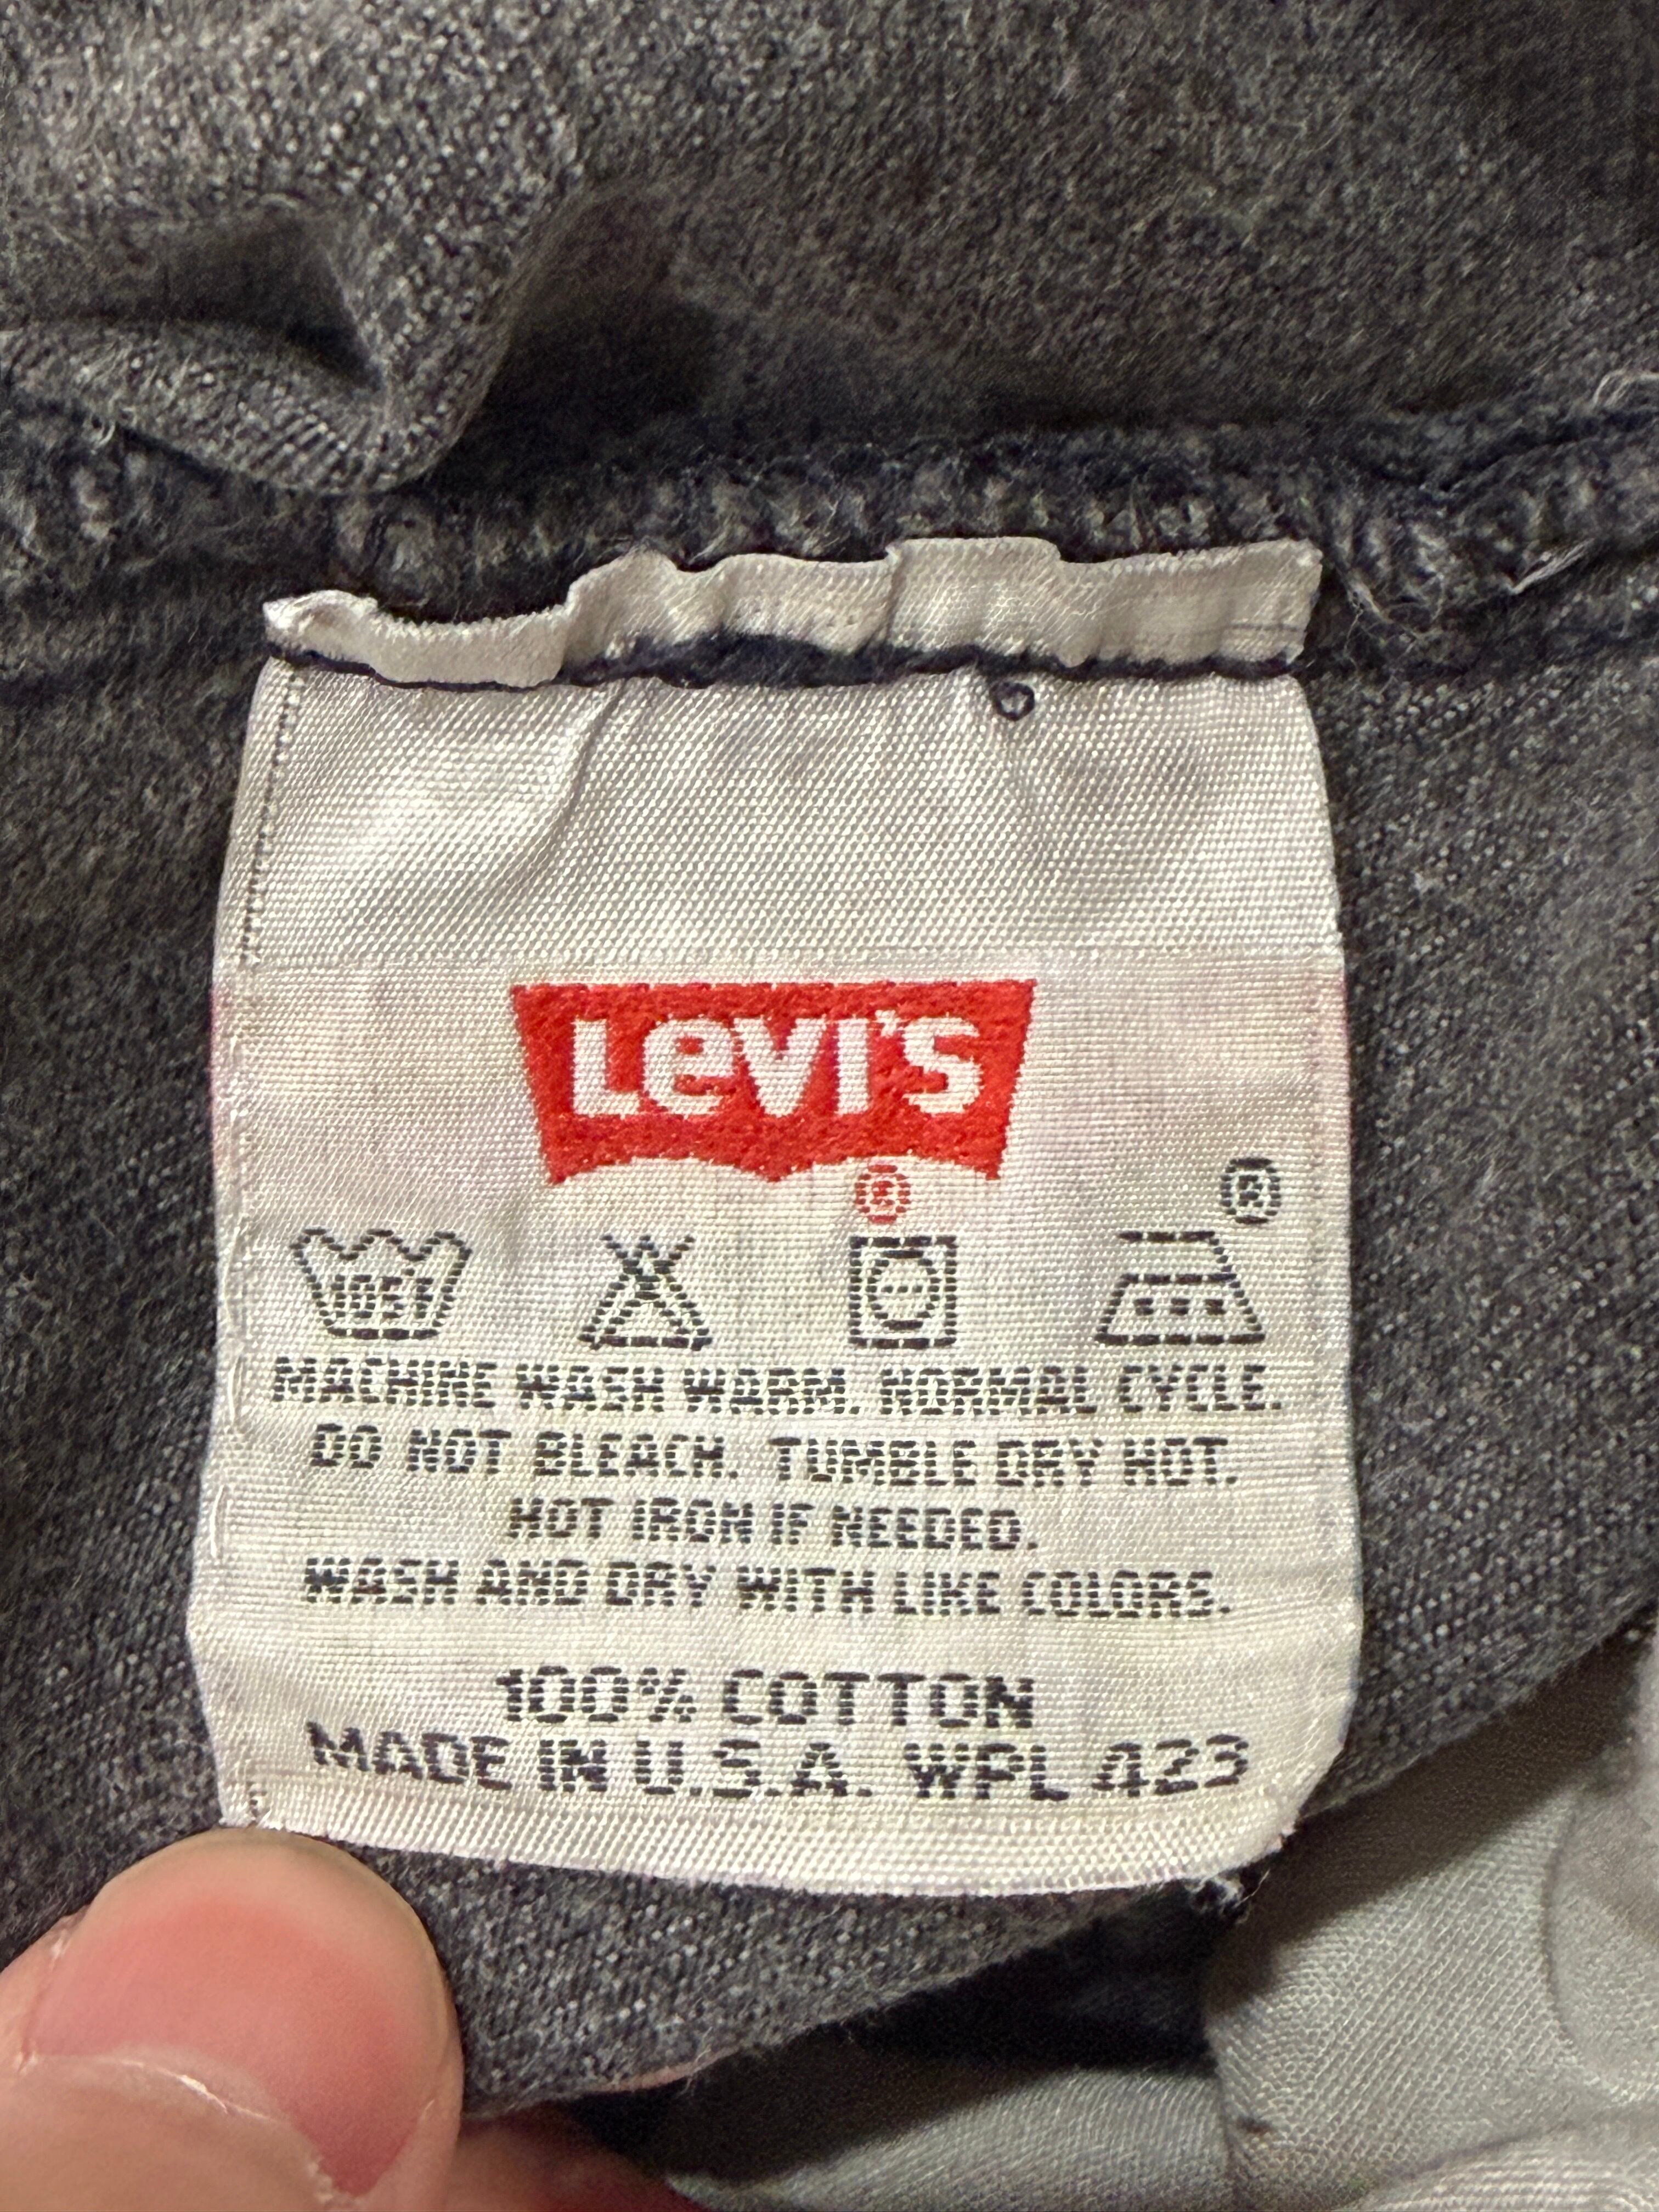 Levi's
®
®
105°F
MACHINE WASH WARM. NORMAL CYCLE.
DO NOT BLEACH. TUMBLE DRY HOT.
HOT IRON IF NEEDED.
WASH AND DRY WITH LIKE COLORS.
100% COTTON
MADE IN U.S.A. WPL 423